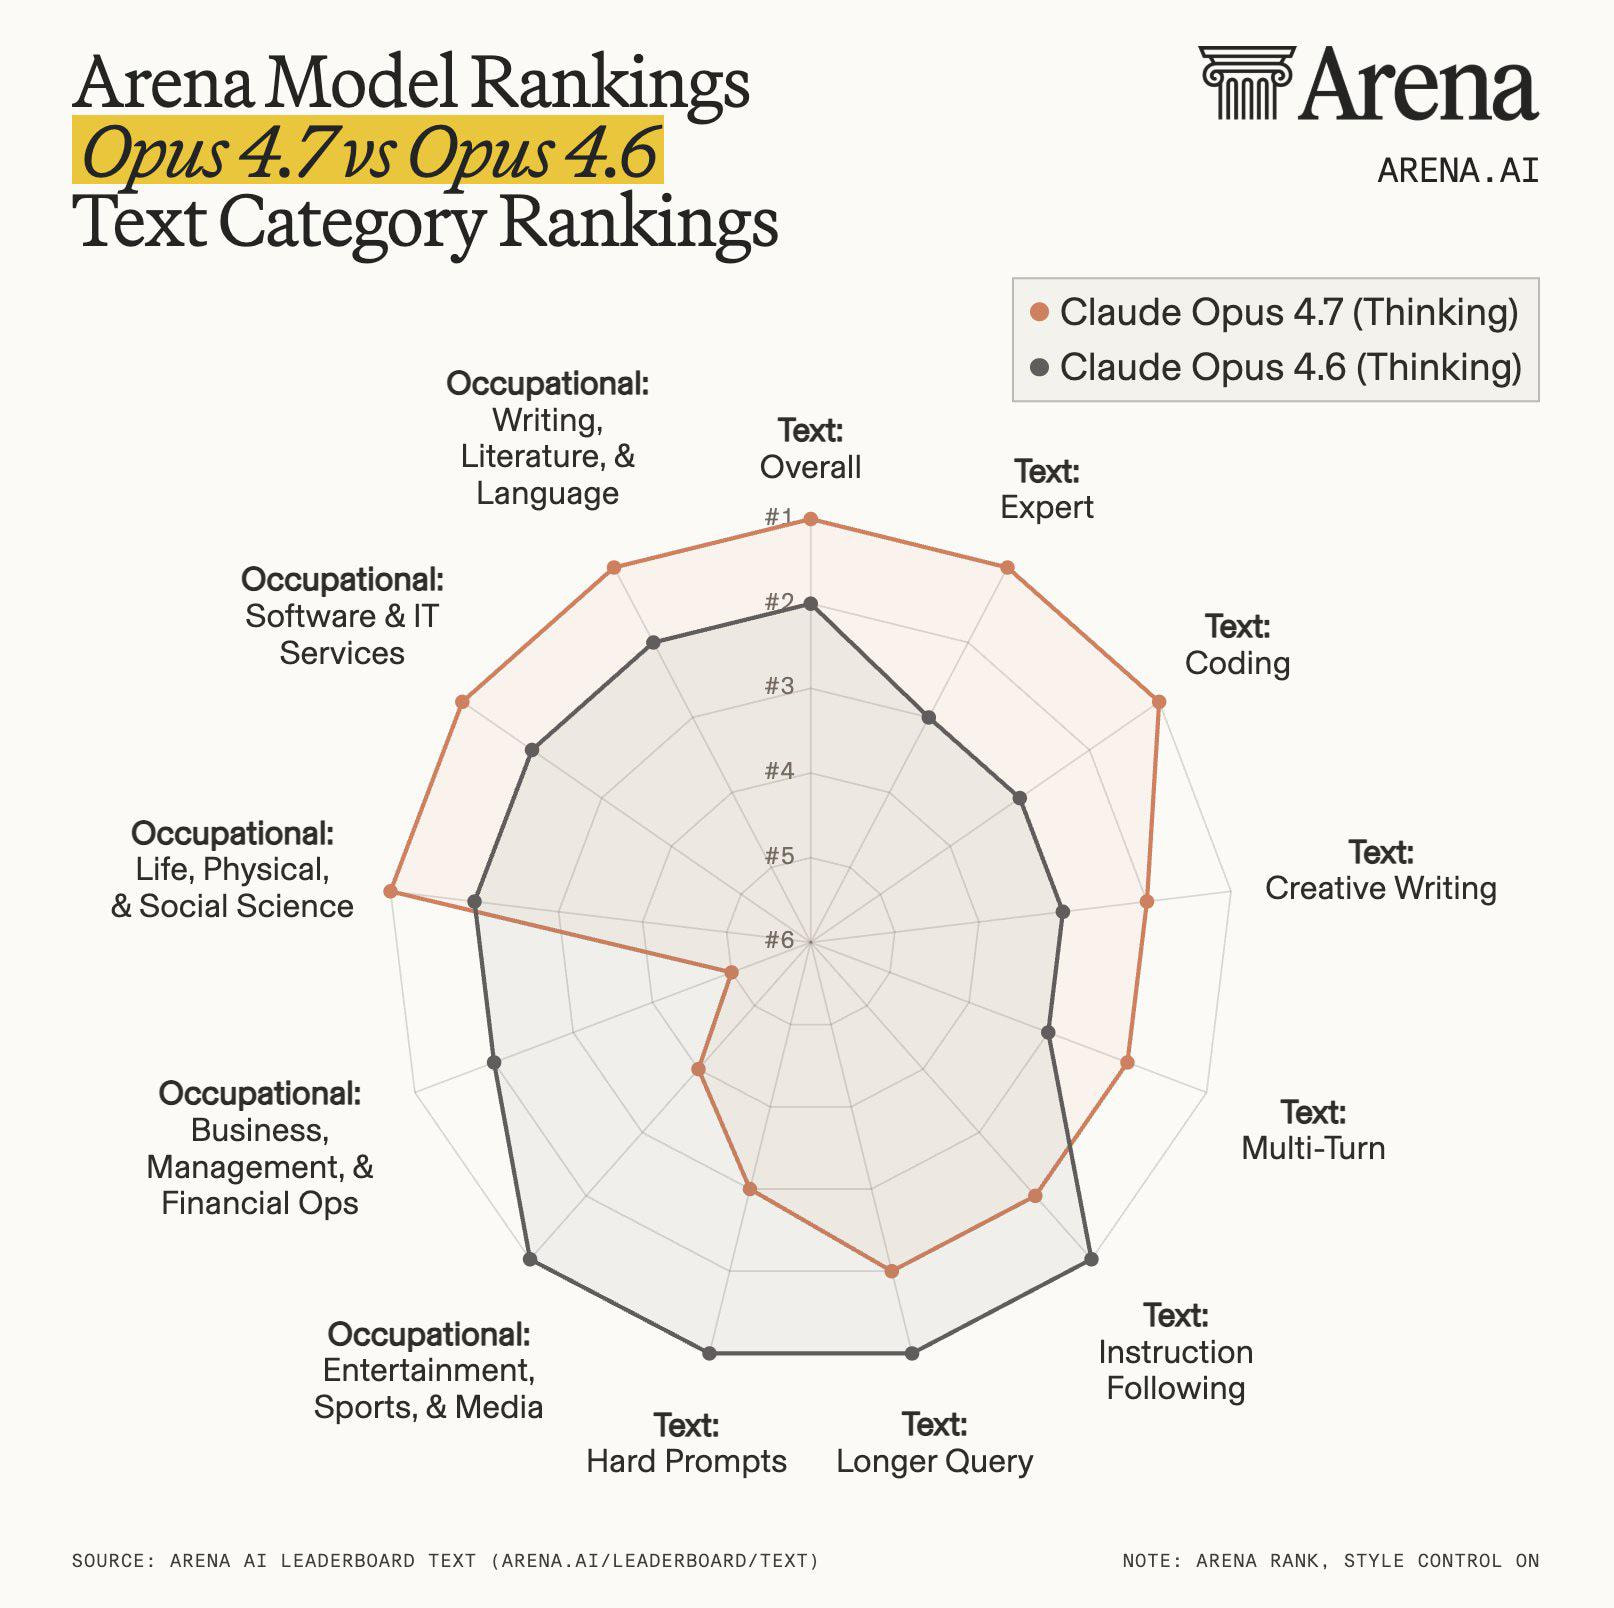 Arena Model Rankings
Opus 4.7 vs Opus 4.6
Text Category Rankings
Arena
ARENA.AI
Claude Opus 4.7 (Thinking)
Claude Opus 4.6 (Thinking)
Occupational:
Writing,
Literature, &
Language
Text:
Overall
Text:
Expert
Occupational:
Software & IT
Services
Text:
Coding
Occupational:
Life, Physical,
& Social Science
Text:
Creative Writing
#1
#2
#3
#4
#5
#6
Occupational:
Business,
Management, &
Financial Ops
Text:
Multi-Turn
Occupational:
Entertainment,
Sports, & Media
Text:
Hard Prompts
Text:
Longer Query
Text:
Instruction
Following
SOURCE: ARENA AI LEADERBOARD TEXT (ARENA.AI/LEADERBOARD/TEXT)
NOTE: ARENA RANK, STYLE CONTROL ON